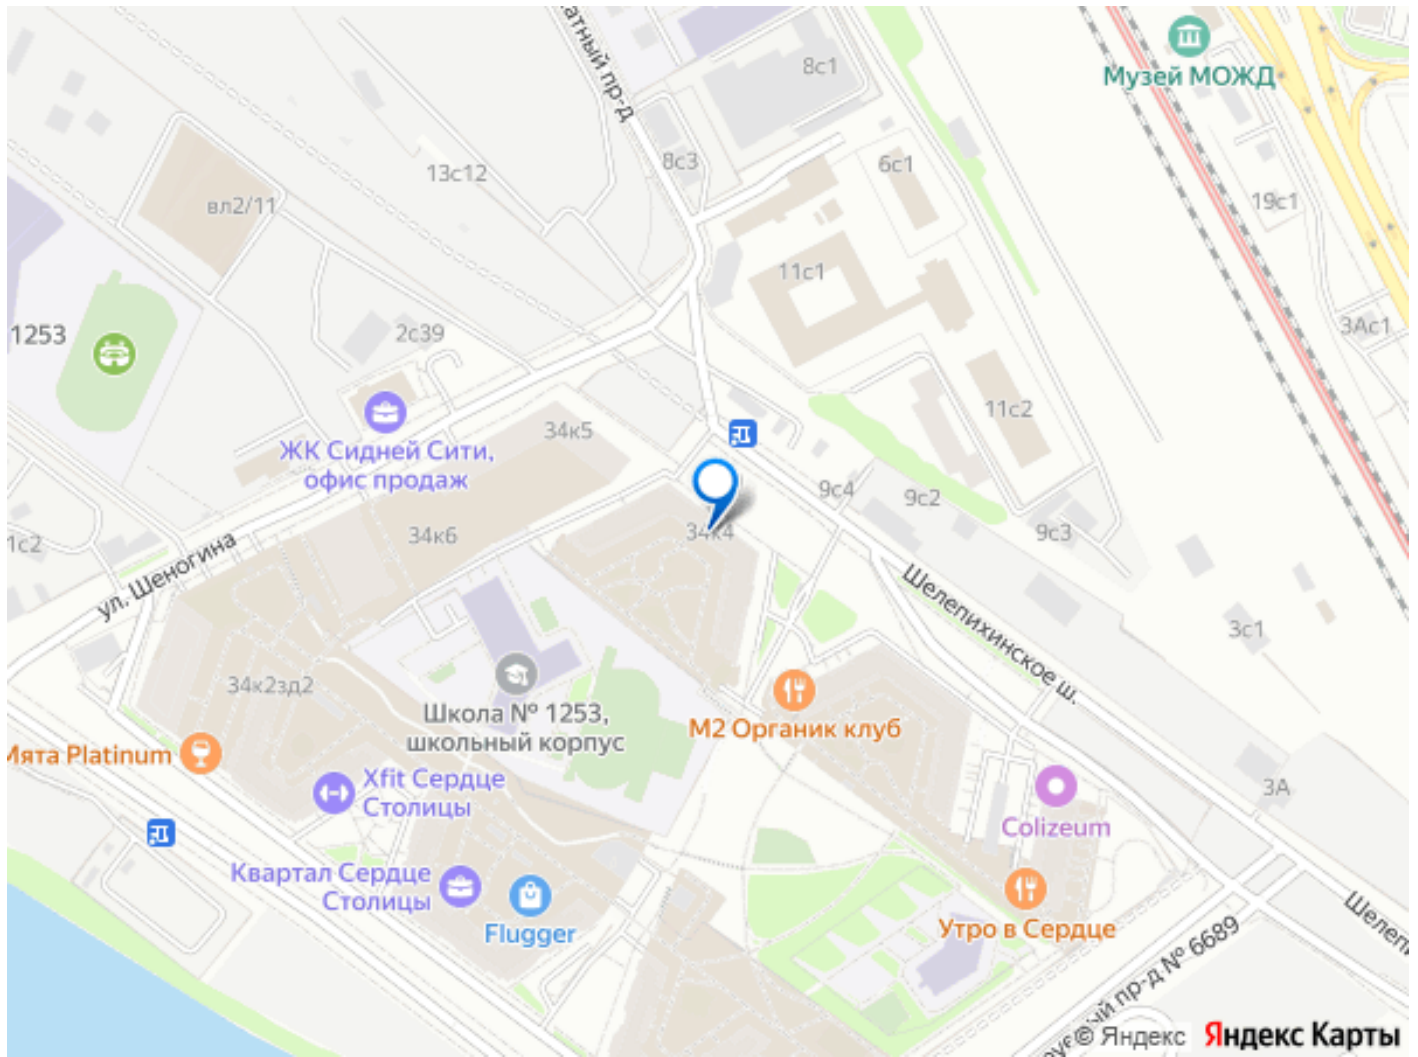 Музей МОЖД
8с1
8с3
6с1
13с12
вл2/11
19с1
11с1
3Ас1
1253
2с39
11с2
34к5
ЖК Сидней Сити,
офис продаж
9с4
9с2
9с3
34к6
34к4
1с2
ул. Шеногина
Шелепихинское ш.
3с1
34к2зд2
Школа № 1253,
школьный корпус
М2 Органик клуб
Мята Platinum
Xfit Сердце
Столицы
3А
Colizeum
Квартал Сердце
Столицы
Flugger
Утро в Сердце
пр-д № 6689
© Яндекс
Яндекс Карты